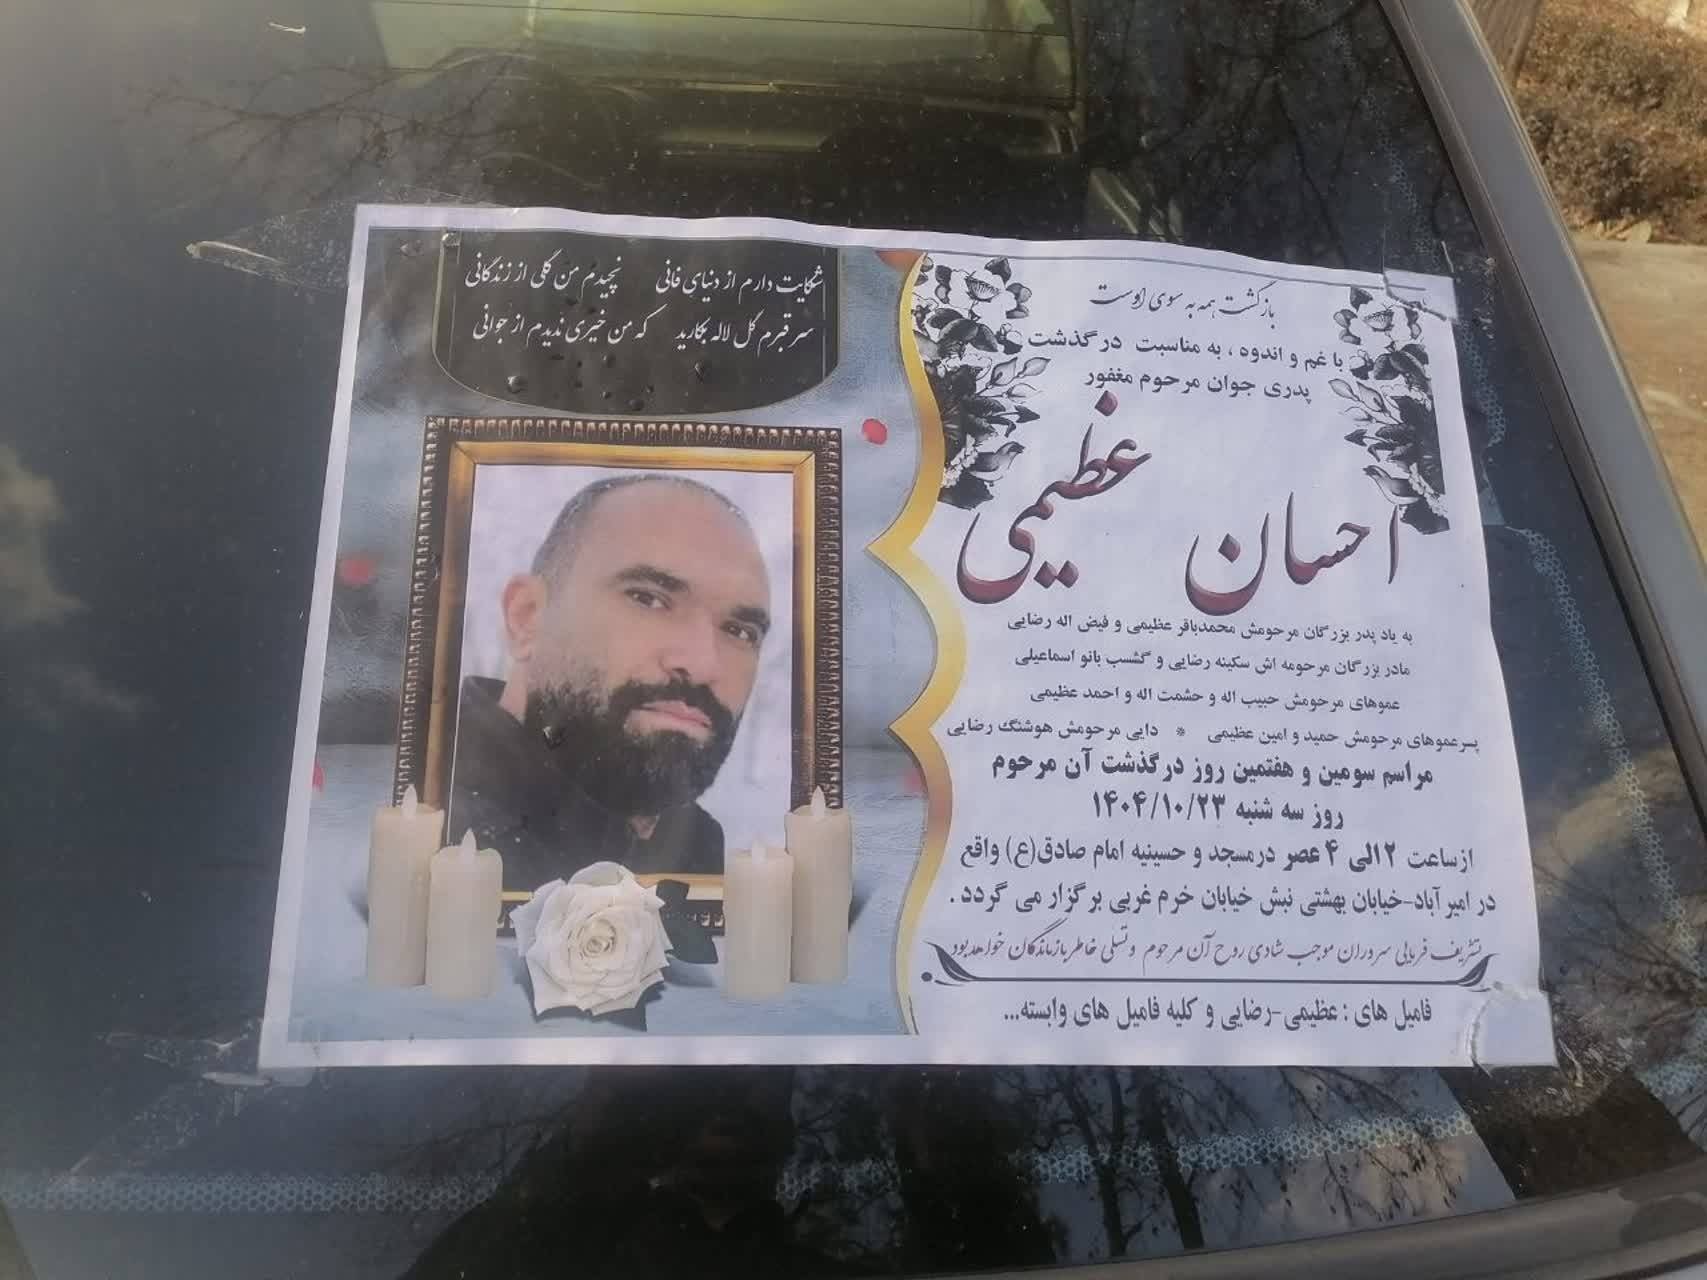 بازگشت همه به سوی اوست
با غم و اندوه ، به مناسبت درگذشت
پدری جوان مرحوم مغفور
احسان عظیمی
به یاد پدر بزرگان مرحومش محمدباقر عظیمی و فیض اله رضایی
مادر بزرگان مرحومه اش سکینه رضایی و گشسب بانو اسماعیلی
عموهای مرحومش حبیب اله و حشمت اله و احمد عظیمی
پسرعموهای مرحومش حمید و امین عظیمی * دایی مرحومش هوشنگ رضایی
مراسم سومین و هفتمین روز درگذشت آن مرحوم
روز سه شنبه ۱۴۰۴/۱۰/۲۳
ازساعت ۱۲الی ۴ عصر درمسجد و حسینیه امام صادق(ع) واقع
در امیر آباد-خیابان بهشتی نبش خیابان خرم غربی برگزار می گردد .
تشریف فرمایی سروران موجب شادی روح آن مرحوم و تسلی خاطر بازماندگان خواهد بود
فامیل های : عظیمی-رضایی و کلیه فامیل های وابسته...
شکایت دارم از دنیای فانی نچیدم من گلی از زندگانی
سر قبرم گل لاله بکارید که من خیری ندیدم از جوانی